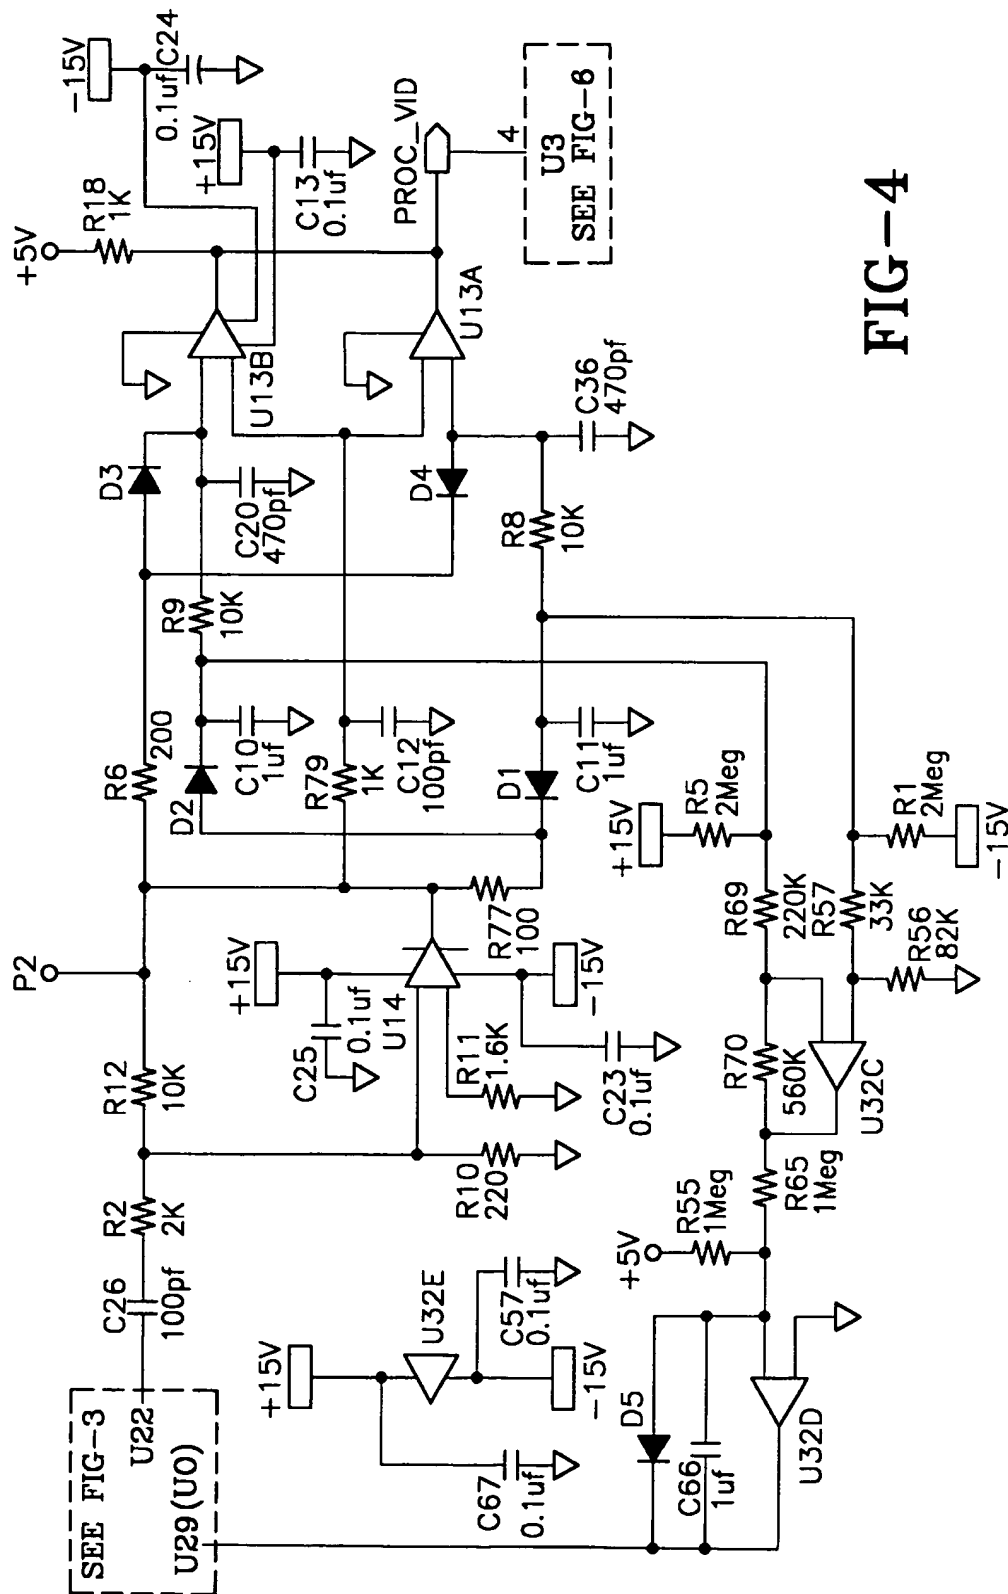 SEE FIG-3
U22
U29(UO)
C26
100pf
R2
2K
R12
10K
P2
R6
200
D3
+5V
R18
1K
-15V
0.1uf
C24
+15V
C13
0.1uf
PROC_VID
4
U3
SEE FIG-6
U13B
U13A
R9
10K
C20
470pf
D4
D2
C10
1uf
R79
1K
C12
100pf
D1
C11
1uf
R8
10K
C36
470pf
+15V
C25
0.1uf
U14
R77
100
R10
220
R11
1.6K
-15V
C23
0.1uf
+15V
U32E
C57
0.1uf
C67
0.1uf
-15V
+15V
R5
2Meg
R69
220K
R57
33K
R1
2Meg
-15V
R56
82K
R70
560K
U32C
R65
1Meg
+5V
R55
1Meg
D5
C66
1uf
U32D
FIG-4